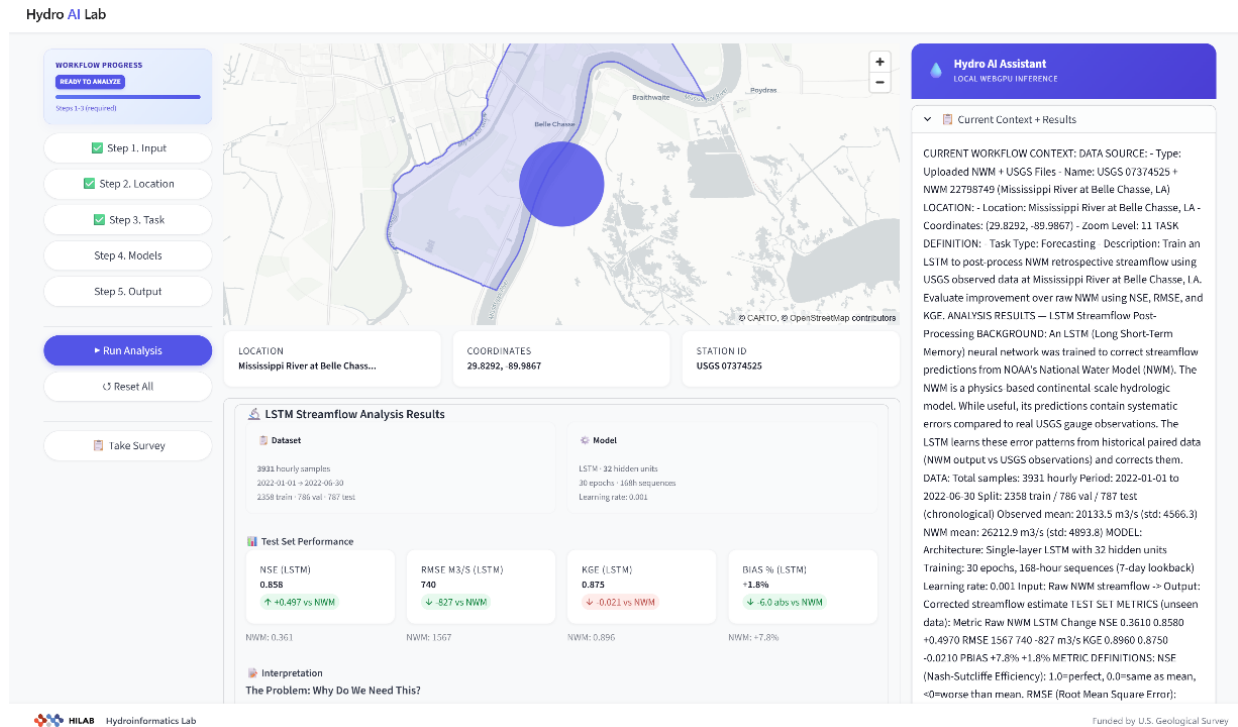 Hydro AI Lab
WORKFLOW PROGRESS
READY TO ANALYZE
Steps 1-3 (required)
Step 1. Input
Step 2. Location
Step 3. Task
Step 4. Models
Step 5. Output
Run Analysis
Reset All
Take Survey
Braithwaite
Poydras
Belle Chasse
+
−
© CARTO, © OpenStreetMap contributors
LOCATION
Mississippi River at Belle Chass...
COORDINATES
29.8292, -89.9867
STATION ID
USGS 07374525
LSTM Streamflow Analysis Results
Dataset
3931 hourly samples
2022-01-01 → 2022-06-30
2358 train · 786 val · 787 test
Model
LSTM · 32 hidden units
30 epochs · 168h sequences
Learning rate: 0.001
Test Set Performance
NSE (LSTM)
0.858
↑ +0.497 vs NWM
NWM: 0.361
RMSE M3/S (LSTM)
740
↓ -827 vs NWM
NWM: 1567
KGE (LSTM)
0.875
↓ -0.021 vs NWM
NWM: 0.896
BIAS % (LSTM)
+1.8%
↓ -6.0 abs vs NWM
NWM: +7.8%
Interpretation
The Problem: Why Do We Need This?
Hydro AI Assistant
LOCAL WEBGPU INFERENCE
Current Context + Results
CURRENT WORKFLOW CONTEXT: DATA SOURCE: - Type:
Uploaded NWM + USGS Files - Name: USGS 07374525 +
NWM 22798749 (Mississippi River at Belle Chasse, LA)
LOCATION: - Location: Mississippi River at Belle Chasse, LA -
Coordinates: (29.8292, -89.9867) - Zoom Level: 11 TASK
DEFINITION: - Task Type: Forecasting - Description: Train an
LSTM to post-process NWM retrospective streamflow using
USGS observed data at Mississippi River at Belle Chasse, LA.
Evaluate improvement over raw NWM using NSE, RMSE, and
KGE. ANALYSIS RESULTS — LSTM Streamflow Post-
Processing BACKGROUND: An LSTM (Long Short-Term
Memory) neural network was trained to correct streamflow
predictions from NOAA's National Water Model (NWM). The
NWM is a physics-based continental-scale hydrologic
model. While useful, its predictions contain systematic
errors compared to real USGS gauge observations. The
LSTM learns these error patterns from historical paired data
(NWM output vs USGS observations) and corrects them.
DATA: Total samples: 3931 hourly Period: 2022-01-01 to
2022-06-30 Split: 2358 train / 786 val / 787 test
(chronological) Observed mean: 20133.5 m3/s (std: 4566.3)
NWM mean: 26212.9 m3/s (std: 4893.8) MODEL:
Architecture: Single-layer LSTM with 32 hidden units
Training: 30 epochs, 168-hour sequences (7-day lookback)
Learning rate: 0.001 Input: Raw NWM streamflow -> Output:
Corrected streamflow estimate TEST SET METRICS (unseen
data): Metric Raw NWM LSTM Change NSE 0.3610 0.8580
+0.4970 RMSE 1567 740 -827 m3/s KGE 0.8960 0.8750
-0.0210 PBIAS +7.8% +1.8% METRIC DEFINITIONS: NSE
(Nash-Sutcliffe Efficiency): 1.0=perfect, 0.0=same as mean,
<0=worse than mean. RMSE (Root Mean Square Error):
HILAB Hydroinformatics Lab
Funded by U.S. Geological Survey